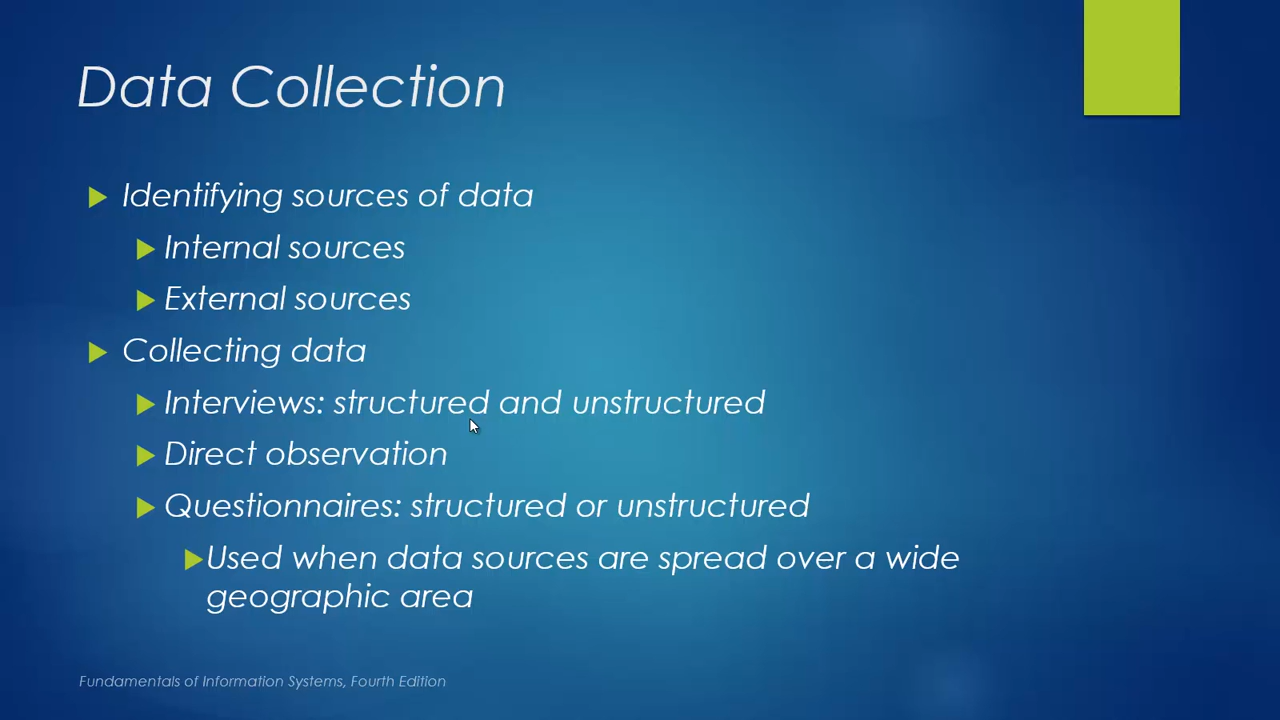 Data Collection
Identifying sources of data
Internal sources
External sources
Collecting data
Interviews: structured and unstructured
Direct observation
Questionnaires: structured or unstructured
Used when data sources are spread over a wide
geographic area
Fundamentals of Information Systems, Fourth Edition